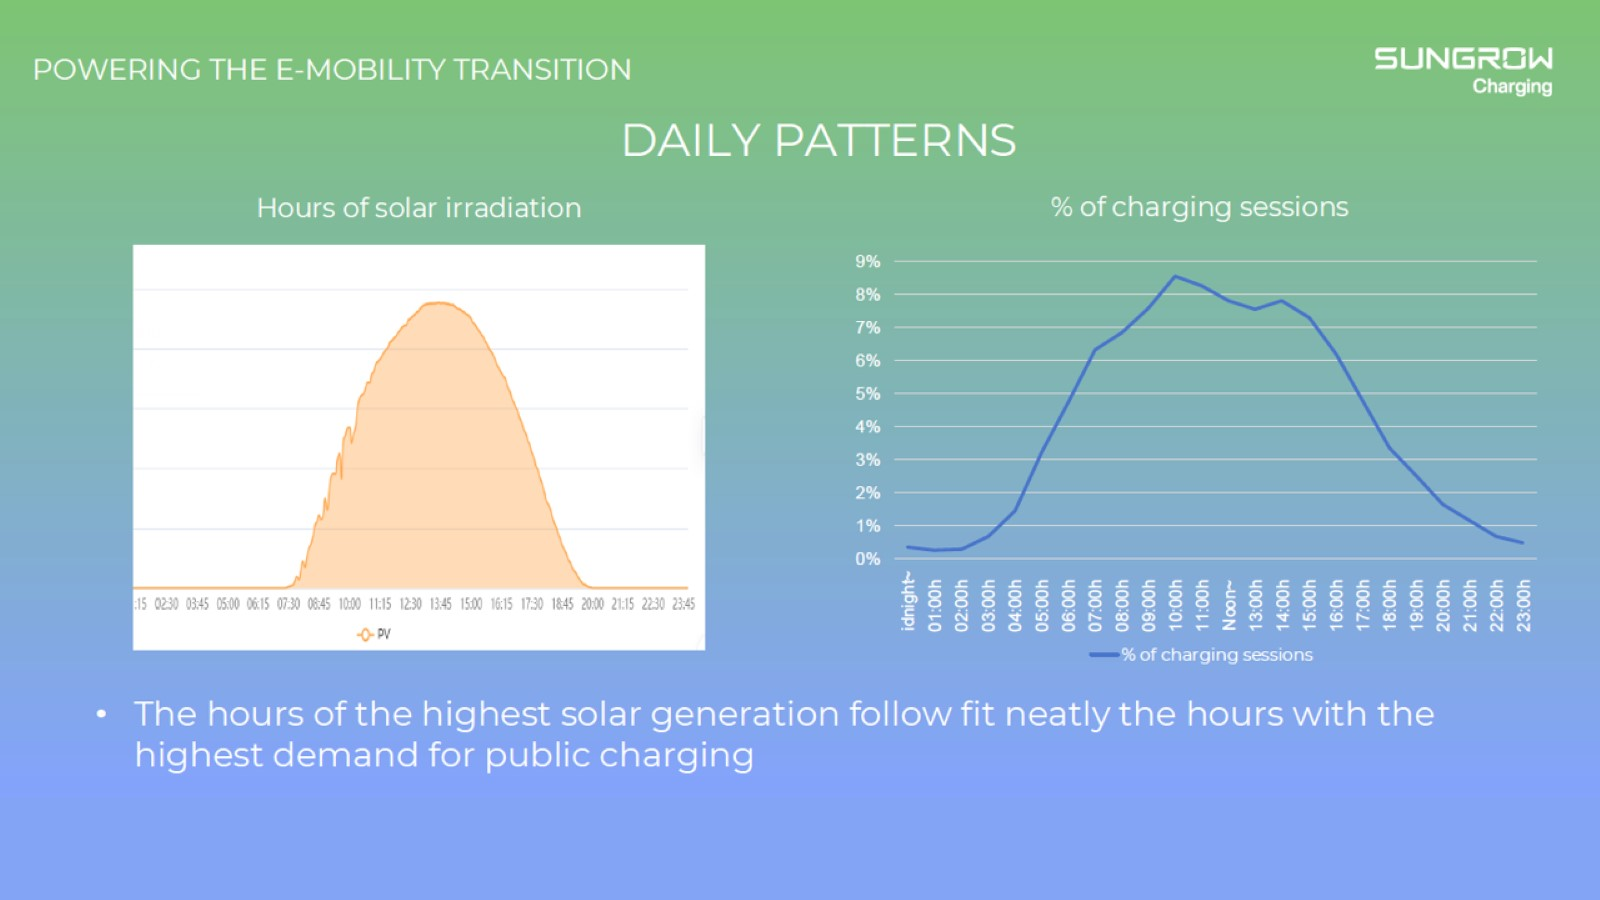 POWERING THE E-MOBILITY TRANSITION
SUNGROW
Charging
DAILY PATTERNS
Hours of solar irradiation
% of charging sessions
:15 02:30 03:45 05:00 06:15 07:30 08:45 10:00 11:15 12:30 13:45 15:00 16:15 17:30 18:45 20:00 21:15 22:30 23:45
PV
9%
8%
7%
6%
5%
4%
3%
2%
1%
0%
idnight~
01:00h
02:00h
03:00h
04:00h
05:00h
06:00h
07:00h
08:00h
09:00h
10:00h
11:00h
Noon~
13:00h
14:00h
15:00h
16:00h
17:00h
18:00h
19:00h
20:00h
21:00h
22:00h
23:00h
% of charging sessions
• The hours of the highest solar generation follow fit neatly the hours with the
highest demand for public charging